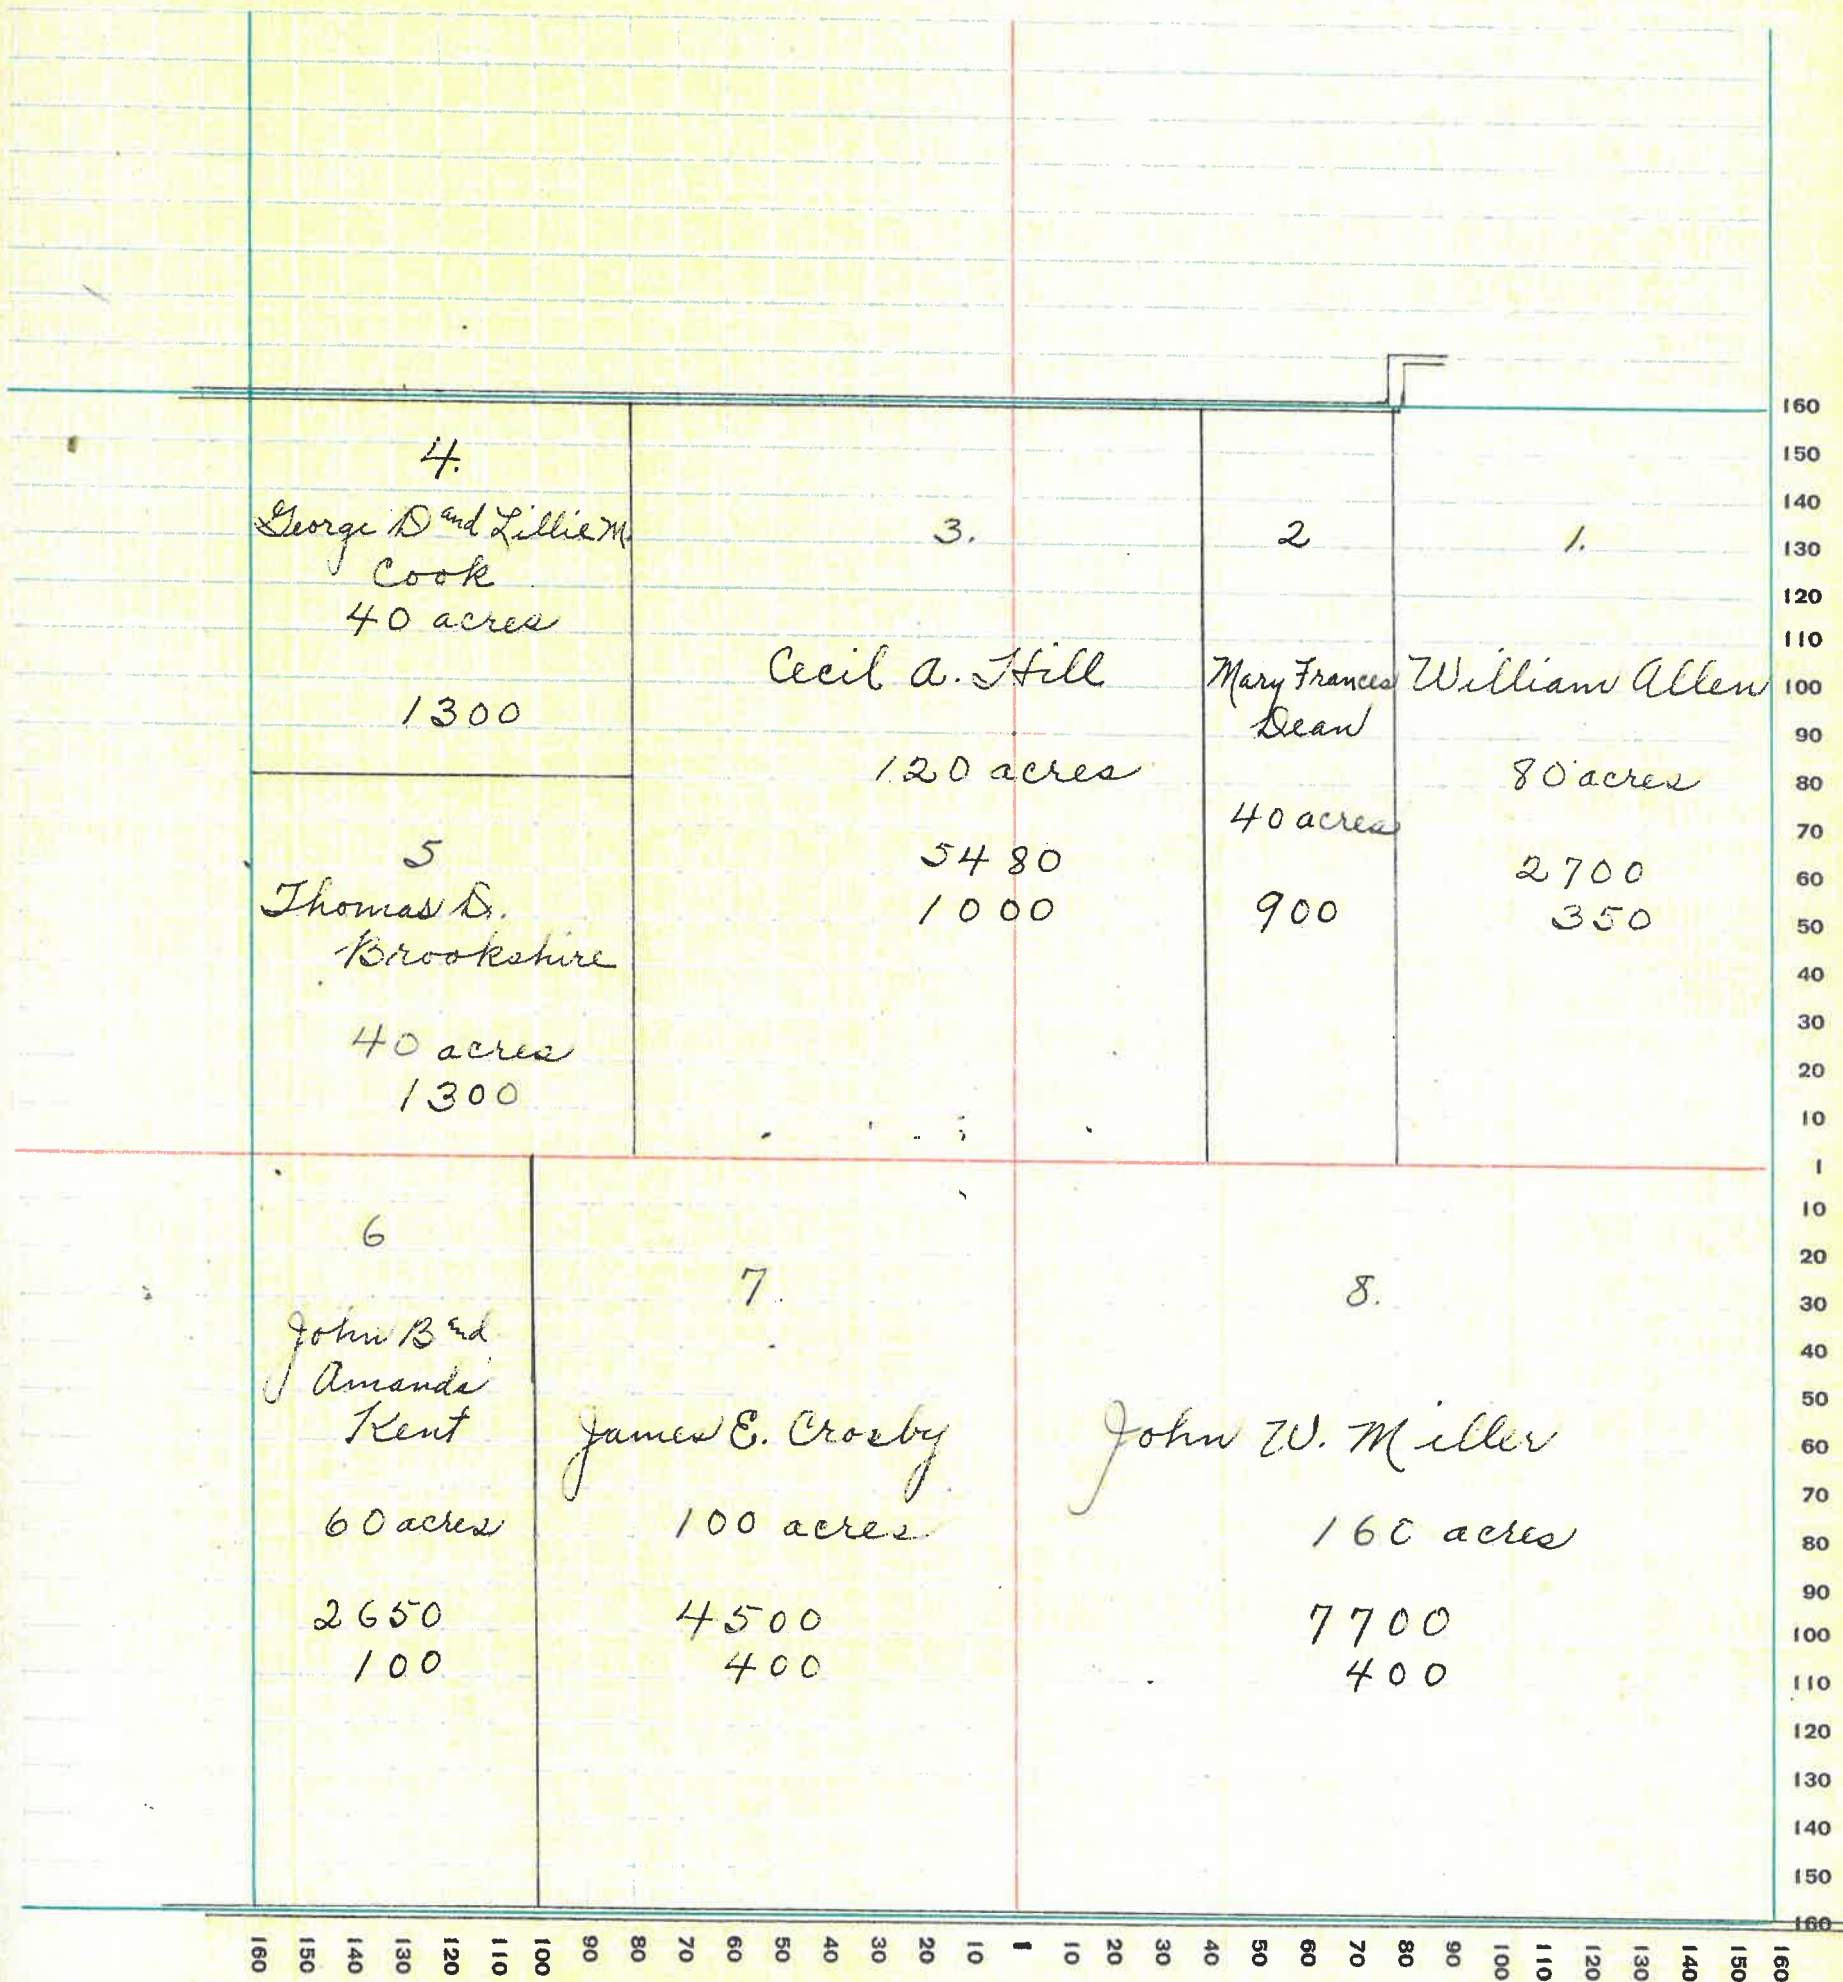 4.
George D and Lillie M.
Cook
40 acres
1300
3.
Cecil A. Hill
120 acres
5480
1000
2
Mary Frances
Dean
40 acres
900
1.
William Allen
80 acres
2700
350
5
Thomas D.
Brookshire
40 acres
1300
6
John B and
Amanda
Kent
60 acres
2650
100
7.
James E. Crosby
100 acres
4500
400
8.
John W. Miller
160 acres
7700
400
160
150
140
130
120
110
100
90
80
70
60
50
40
30
20
10
1
10
20
30
40
50
60
70
80
90
100
110
120
130
140
150
160
160 150 140 130 120 110 100 90 80 70 60 50 40 30 20 10 1 10 20 30 40 50 60 70 80 90 100 110 120 130 140 150 160